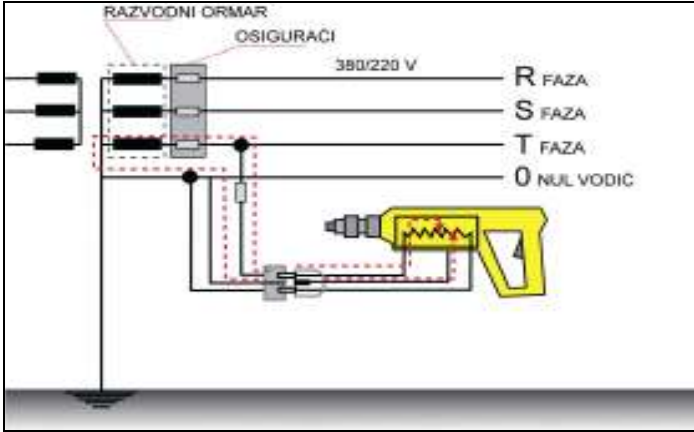 RAZVODNI ORMAR
OSIGURAČI
380/220 V
R FAZA
S FAZA
T FAZA
0 NUL VODIČ